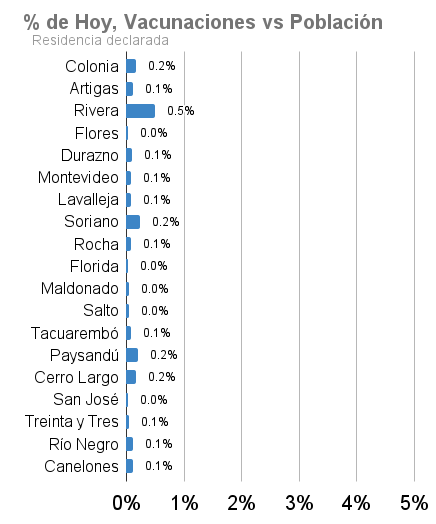 % de Hoy, Vacunaciones vs Población
Residencia declarada
Colonia 0.2%
Artigas 0.1%
Rivera 0.5%
Flores 0.0%
Durazno 0.1%
Montevideo 0.1%
Lavalleja 0.1%
Soriano 0.2%
Rocha 0.1%
Florida 0.0%
Maldonado 0.0%
Salto 0.0%
Tacuarembó 0.1%
Paysandú 0.2%
Cerro Largo 0.2%
San José 0.0%
Treinta y Tres 0.1%
Río Negro 0.1%
Canelones 0.1%
0% 1% 2% 3% 4% 5%